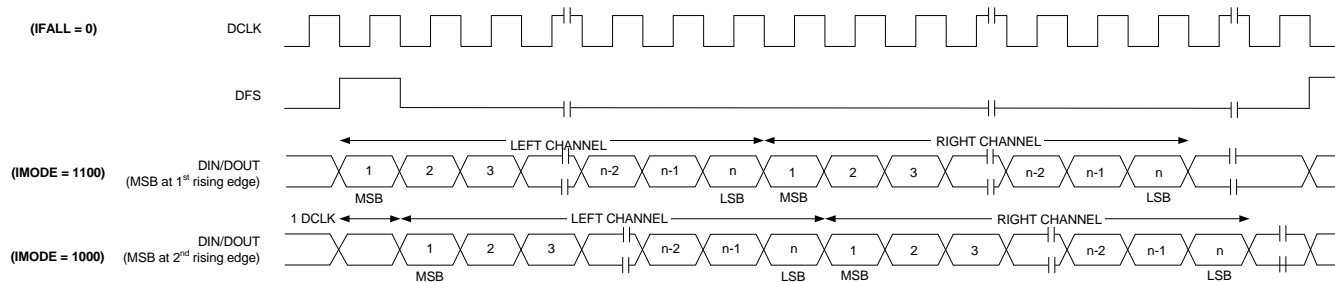 (IFALL = 0) DCLK
DFS
LEFT CHANNEL RIGHT CHANNEL
(IMODE = 1100) DIN/DOUT 1 2 3 n-2 n-1 n 1 2 3 n-2 n-1 n
(MSB at 1st rising edge)
MSB LSB MSB LSB
1 DCLK LEFT CHANNEL RIGHT CHANNEL
(IMODE = 1000) DIN/DOUT 1 2 3 n-2 n-1 n 1 2 3 n-2 n-1 n
(MSB at 2nd rising edge)
MSB LSB MSB LSB